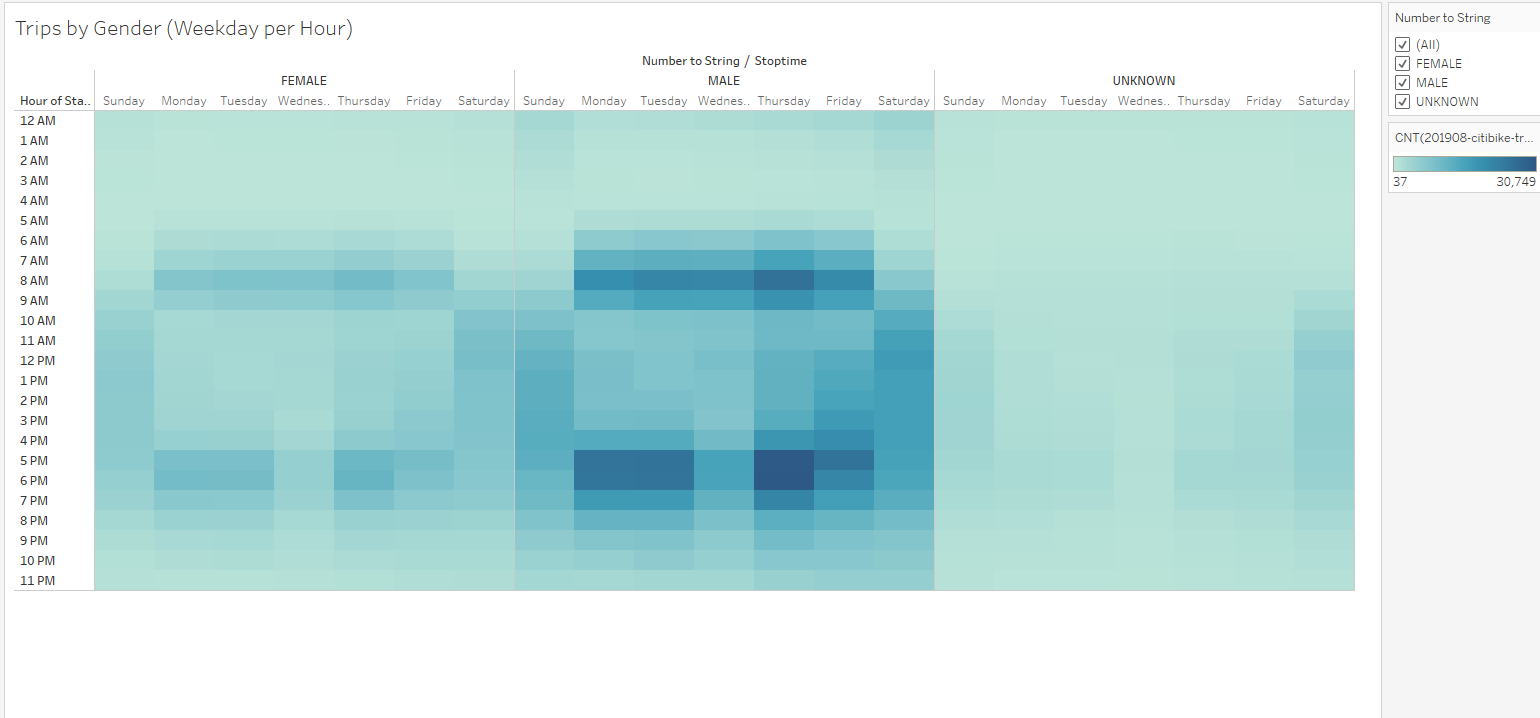 Trips by Gender (Weekday per Hour)
Number to String / Stoptime
FEMALE MALE UNKNOWN
Hour of Sta.. Sunday Monday Tuesday Wednes.. Thursday Friday Saturday Sunday Monday Tuesday Wednes.. Thursday Friday Saturday Sunday Monday Tuesday Wednes.. Thursday Friday Saturday
12 AM
1 AM
2 AM
3 AM
4 AM
5 AM
6 AM
7 AM
8 AM
9 AM
10 AM
11 AM
12 PM
1 PM
2 PM
3 PM
4 PM
5 PM
6 PM
7 PM
8 PM
9 PM
10 PM
11 PM
Number to String
(All)
FEMALE
MALE
UNKNOWN
CNT(201908-citibike-tr...
37 30,749